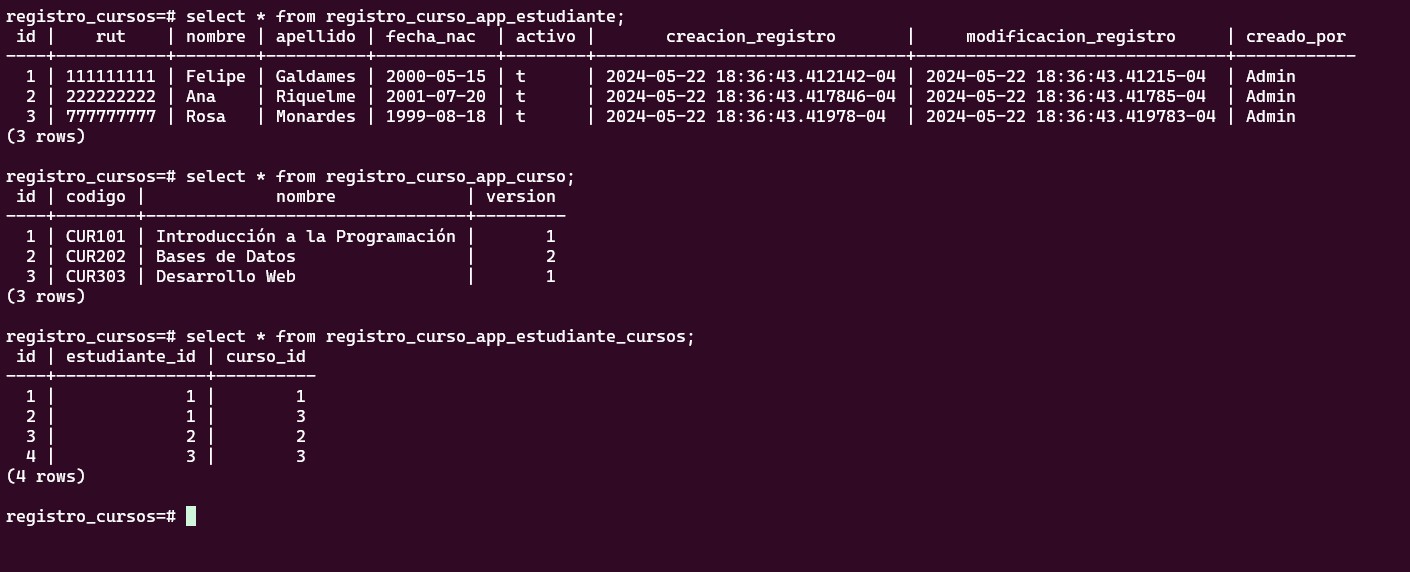 registro_cursos=# select * from registro_curso_app_estudiante;
 id |    rut    | nombre | apellido | fecha_nac  | activo |       creacion_registro       |     modificacion_registro     | creado_por
----+-----------+--------+----------+------------+--------+-------------------------------+-------------------------------+------------
  1 | 111111111 | Felipe | Galdames | 2000-05-15 | t      | 2024-05-22 18:36:43.412142-04 | 2024-05-22 18:36:43.41215-04  | Admin
  2 | 222222222 | Ana    | Riquelme | 2001-07-20 | t      | 2024-05-22 18:36:43.417846-04 | 2024-05-22 18:36:43.41785-04  | Admin
  3 | 777777777 | Rosa   | Monardes | 1999-08-18 | t      | 2024-05-22 18:36:43.41978-04  | 2024-05-22 18:36:43.419783-04 | Admin
(3 rows)

registro_cursos=# select * from registro_curso_app_curso;
 id | codigo |             nombre             | version
----+--------+--------------------------------+---------
  1 | CUR101 | Introducción a la Programación |       1
  2 | CUR202 | Bases de Datos                 |       2
  3 | CUR303 | Desarrollo Web                 |       1
(3 rows)

registro_cursos=# select * from registro_curso_app_estudiante_cursos;
 id | estudiante_id | curso_id
----+---------------+----------
  1 |             1 |        1
  2 |             1 |        3
  3 |             2 |        2
  4 |             3 |        3
(4 rows)

registro_cursos=#